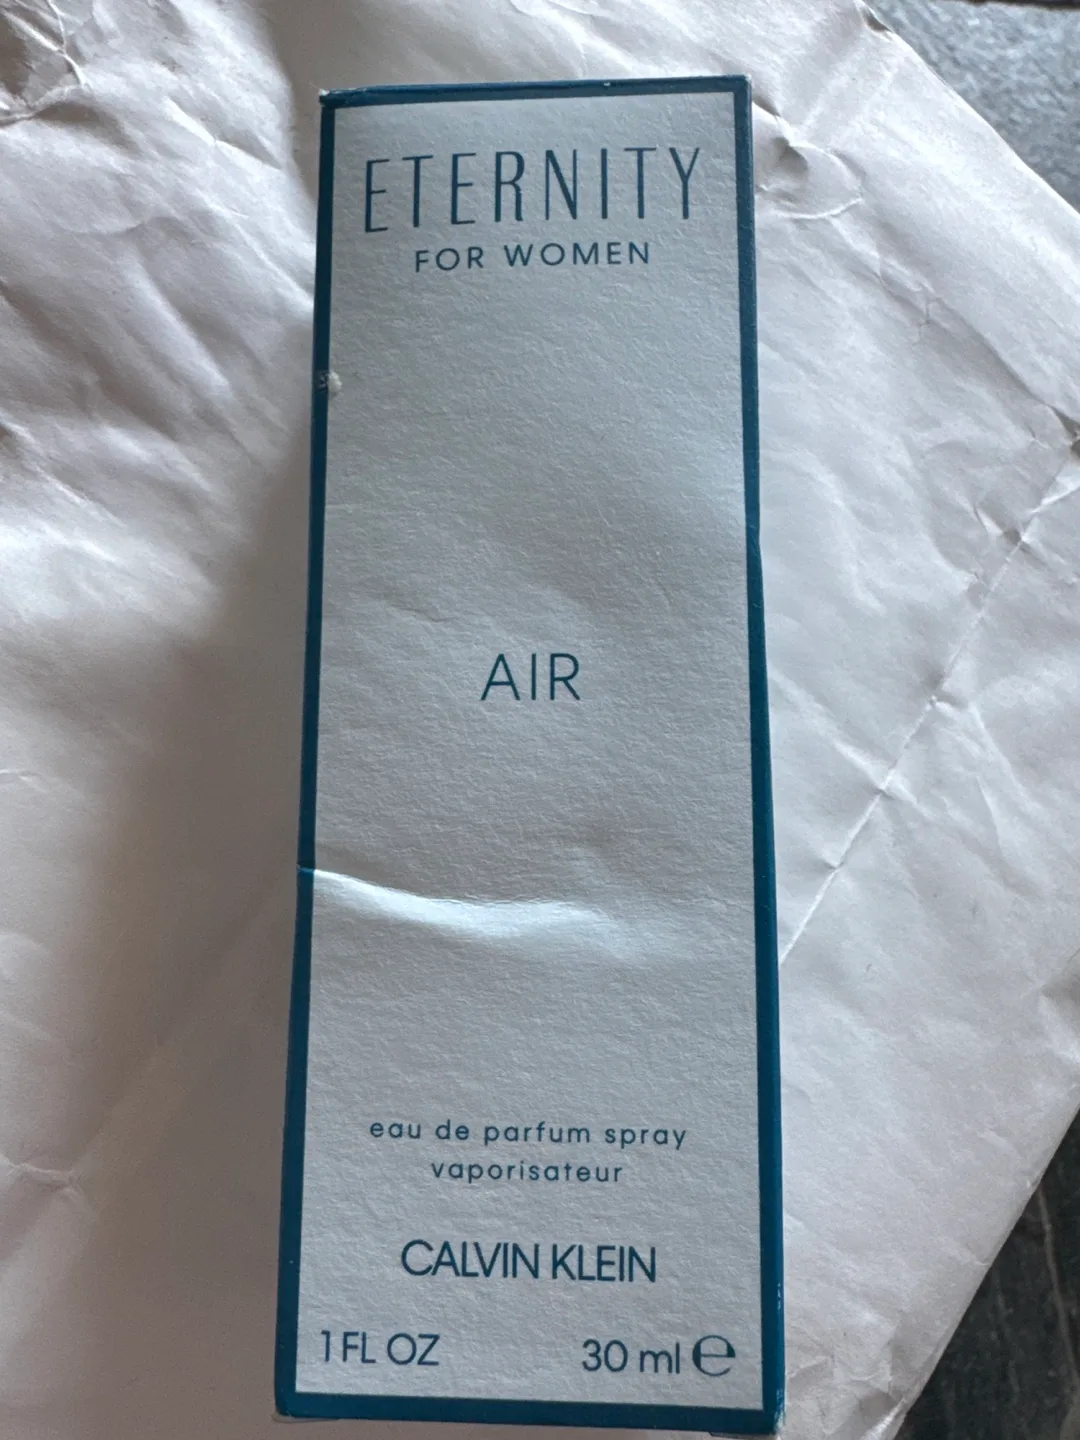 ETERNITY
FOR WOMEN
AIR
eau de parfum spray
vaporisateur
CALVIN KLEIN
1 FL OZ 30 ml ℮